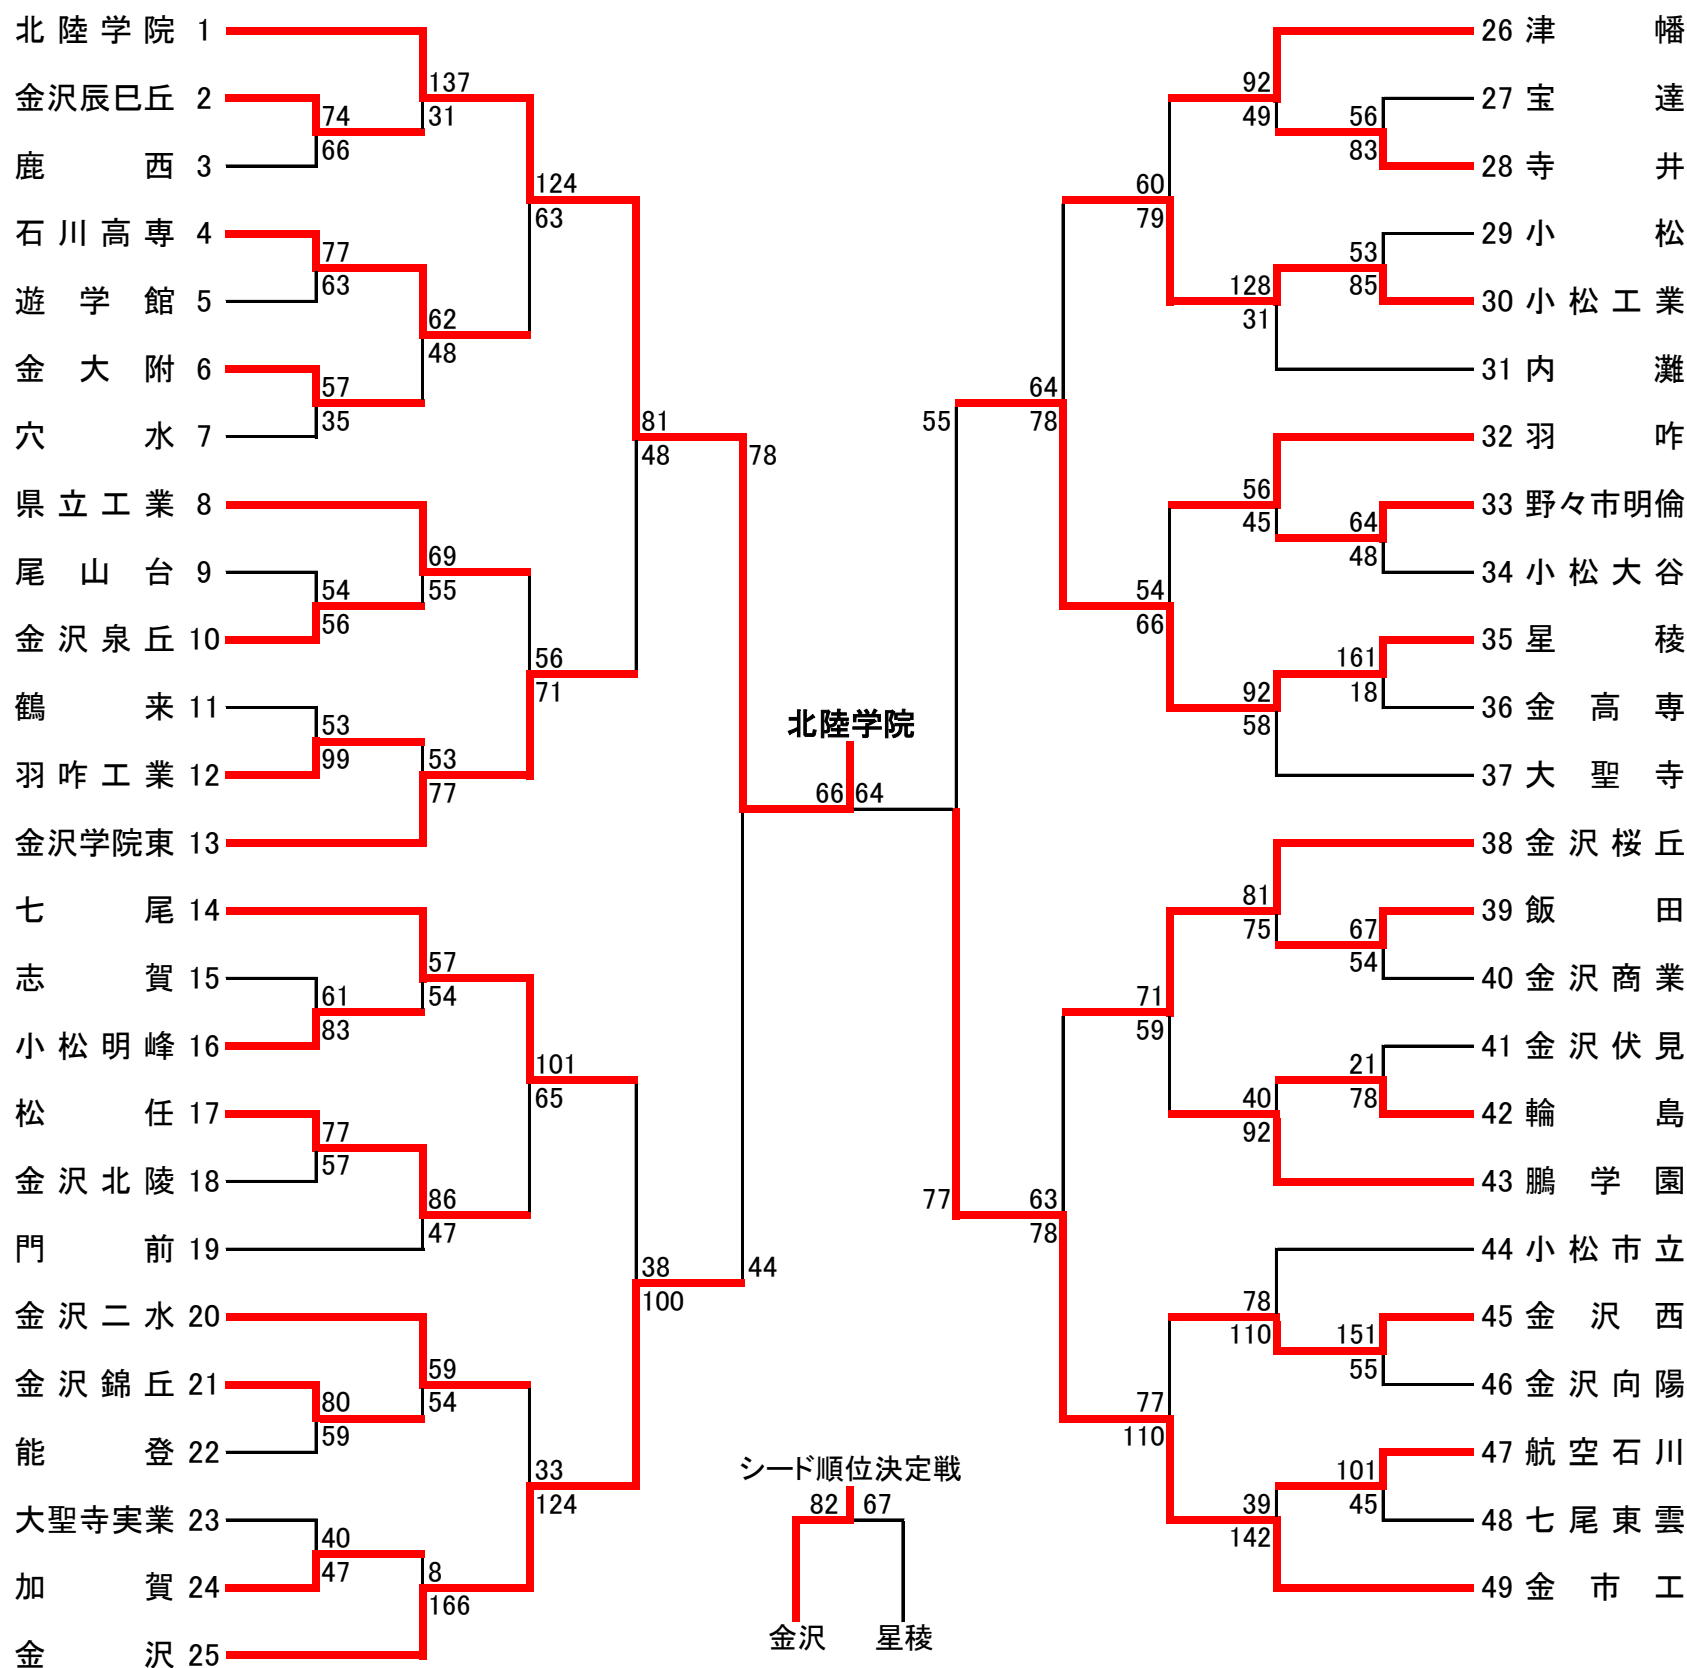 北陸学院 1
金沢辰巳丘 2
鹿西 3
石川高専 4
遊学館 5
金大附 6
穴水 7
県立工業 8
尾山台 9
金沢泉丘 10
鶴来 11
羽咋工業 12
金沢学院東 13
七尾 14
志賀 15
小松明峰 16
松任 17
金沢北陵 18
門前 19
金沢二水 20
金沢錦丘 21
能登 22
大聖寺実業 23
加賀 24
金沢 25
74
66
77
63
57
35
54
56
53
99
61
83
77
57
80
59
40
47
137
31
62
48
69
55
53
77
57
54
86
47
59
54
8
166
124
63
56
71
101
65
33
124
81
48
38
100
78
44
北陸学院
66 64
55
77
64
78
63
78
60
79
54
66
71
59
77
110
92
49
128
31
56
45
92
58
81
75
40
92
78
110
39
142
56
83
53
85
64
48
161
18
67
54
21
78
151
55
101
45
26 津幡
27 宝達
28 寺井
29 小松
30 小松工業
31 内灘
32 羽咋
33 野々市明倫
34 小松大谷
35 星稜
36 金高専
37 大聖寺
38 金沢桜丘
39 飯田
40 金沢商業
41 金沢伏見
42 輪島
43 鵬学園
44 小松市立
45 金沢西
46 金沢向陽
47 航空石川
48 七尾東雲
49 金市工
シード順位決定戦
82 67
金沢 星稜